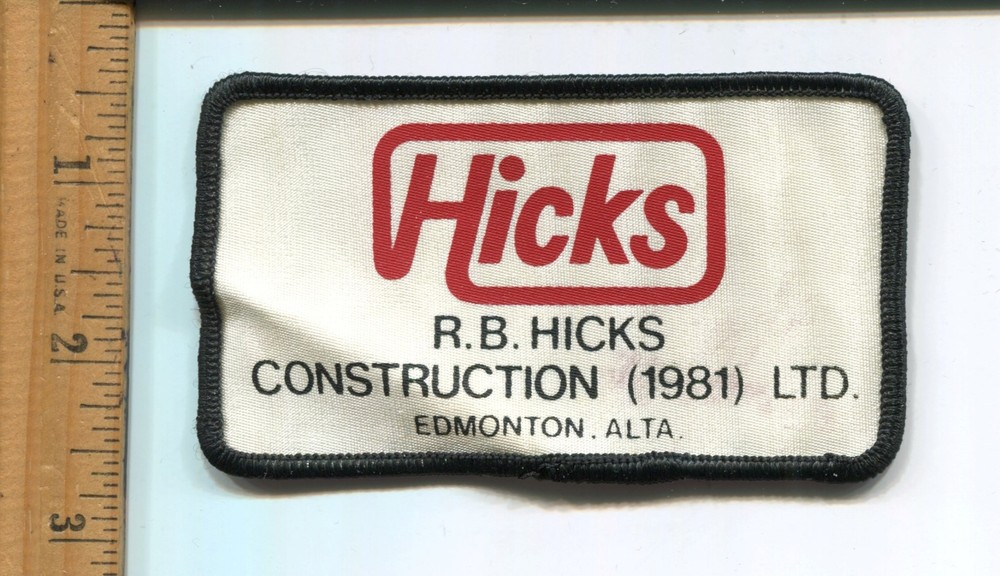 Hicks
R.B. HICKS
CONSTRUCTION (1981) LTD.
EDMONTON. ALTA.
1
MADE IN U.S.A.
2
3